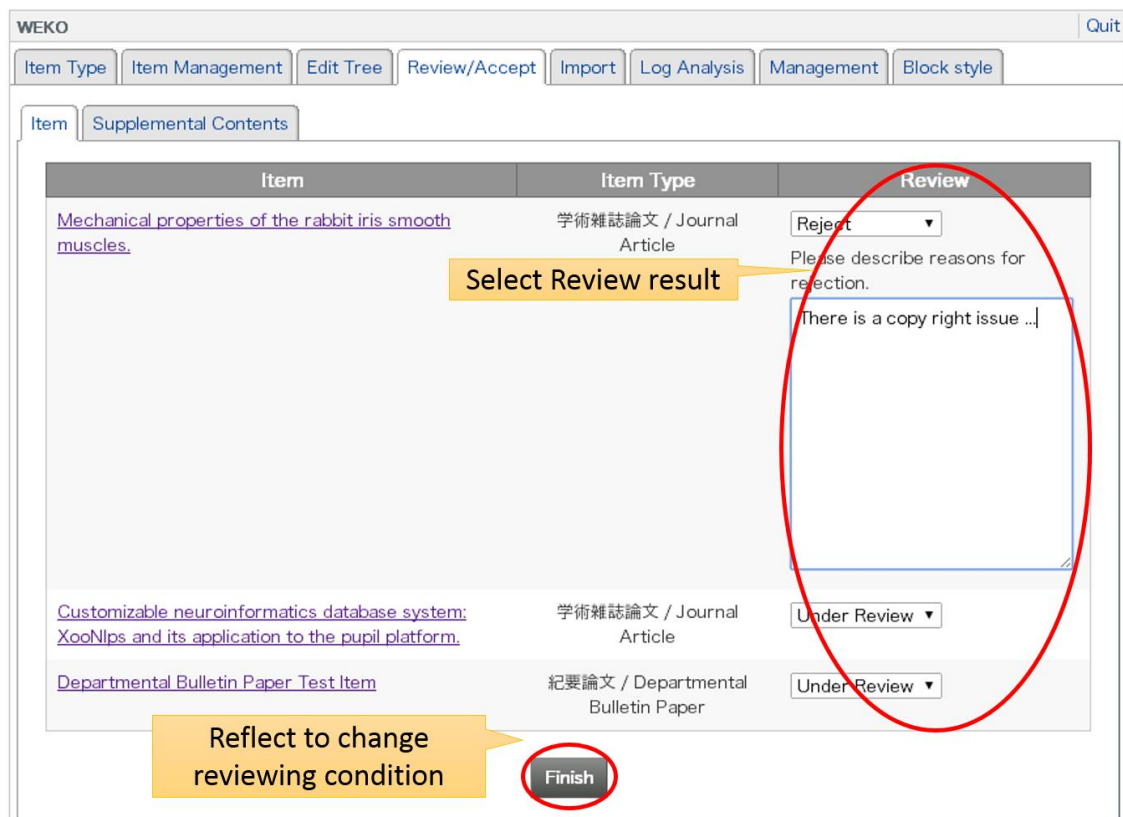 WEKO
Quit
Item Type
Item Management
Edit Tree
Review/Accept
Import
Log Analysis
Management
Block style
Item
Supplemental Contents
Item
Item Type
Review
Mechanical properties of the rabbit iris smooth
muscles.
学術雑誌論文 / Journal
Article
Reject
Please describe reasons for
rejection.
There is a copy right issue ...
Select Review result
Customizable neuroinformatics database system:
XooNIps and its application to the pupil platform.
学術雑誌論文 / Journal
Article
Under Review
Departmental Bulletin Paper Test Item
紀要論文 / Departmental
Bulletin Paper
Under Review
Reflect to change
reviewing condition
Finish